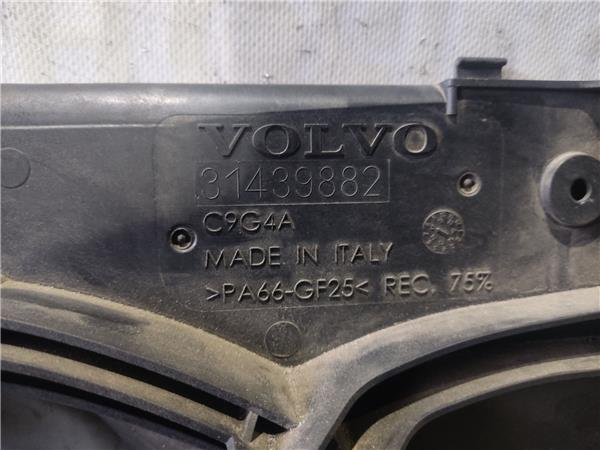 VOLVO
31439882
C9G4A
MADE IN ITALY
>PA66-GF25< REC. 75%